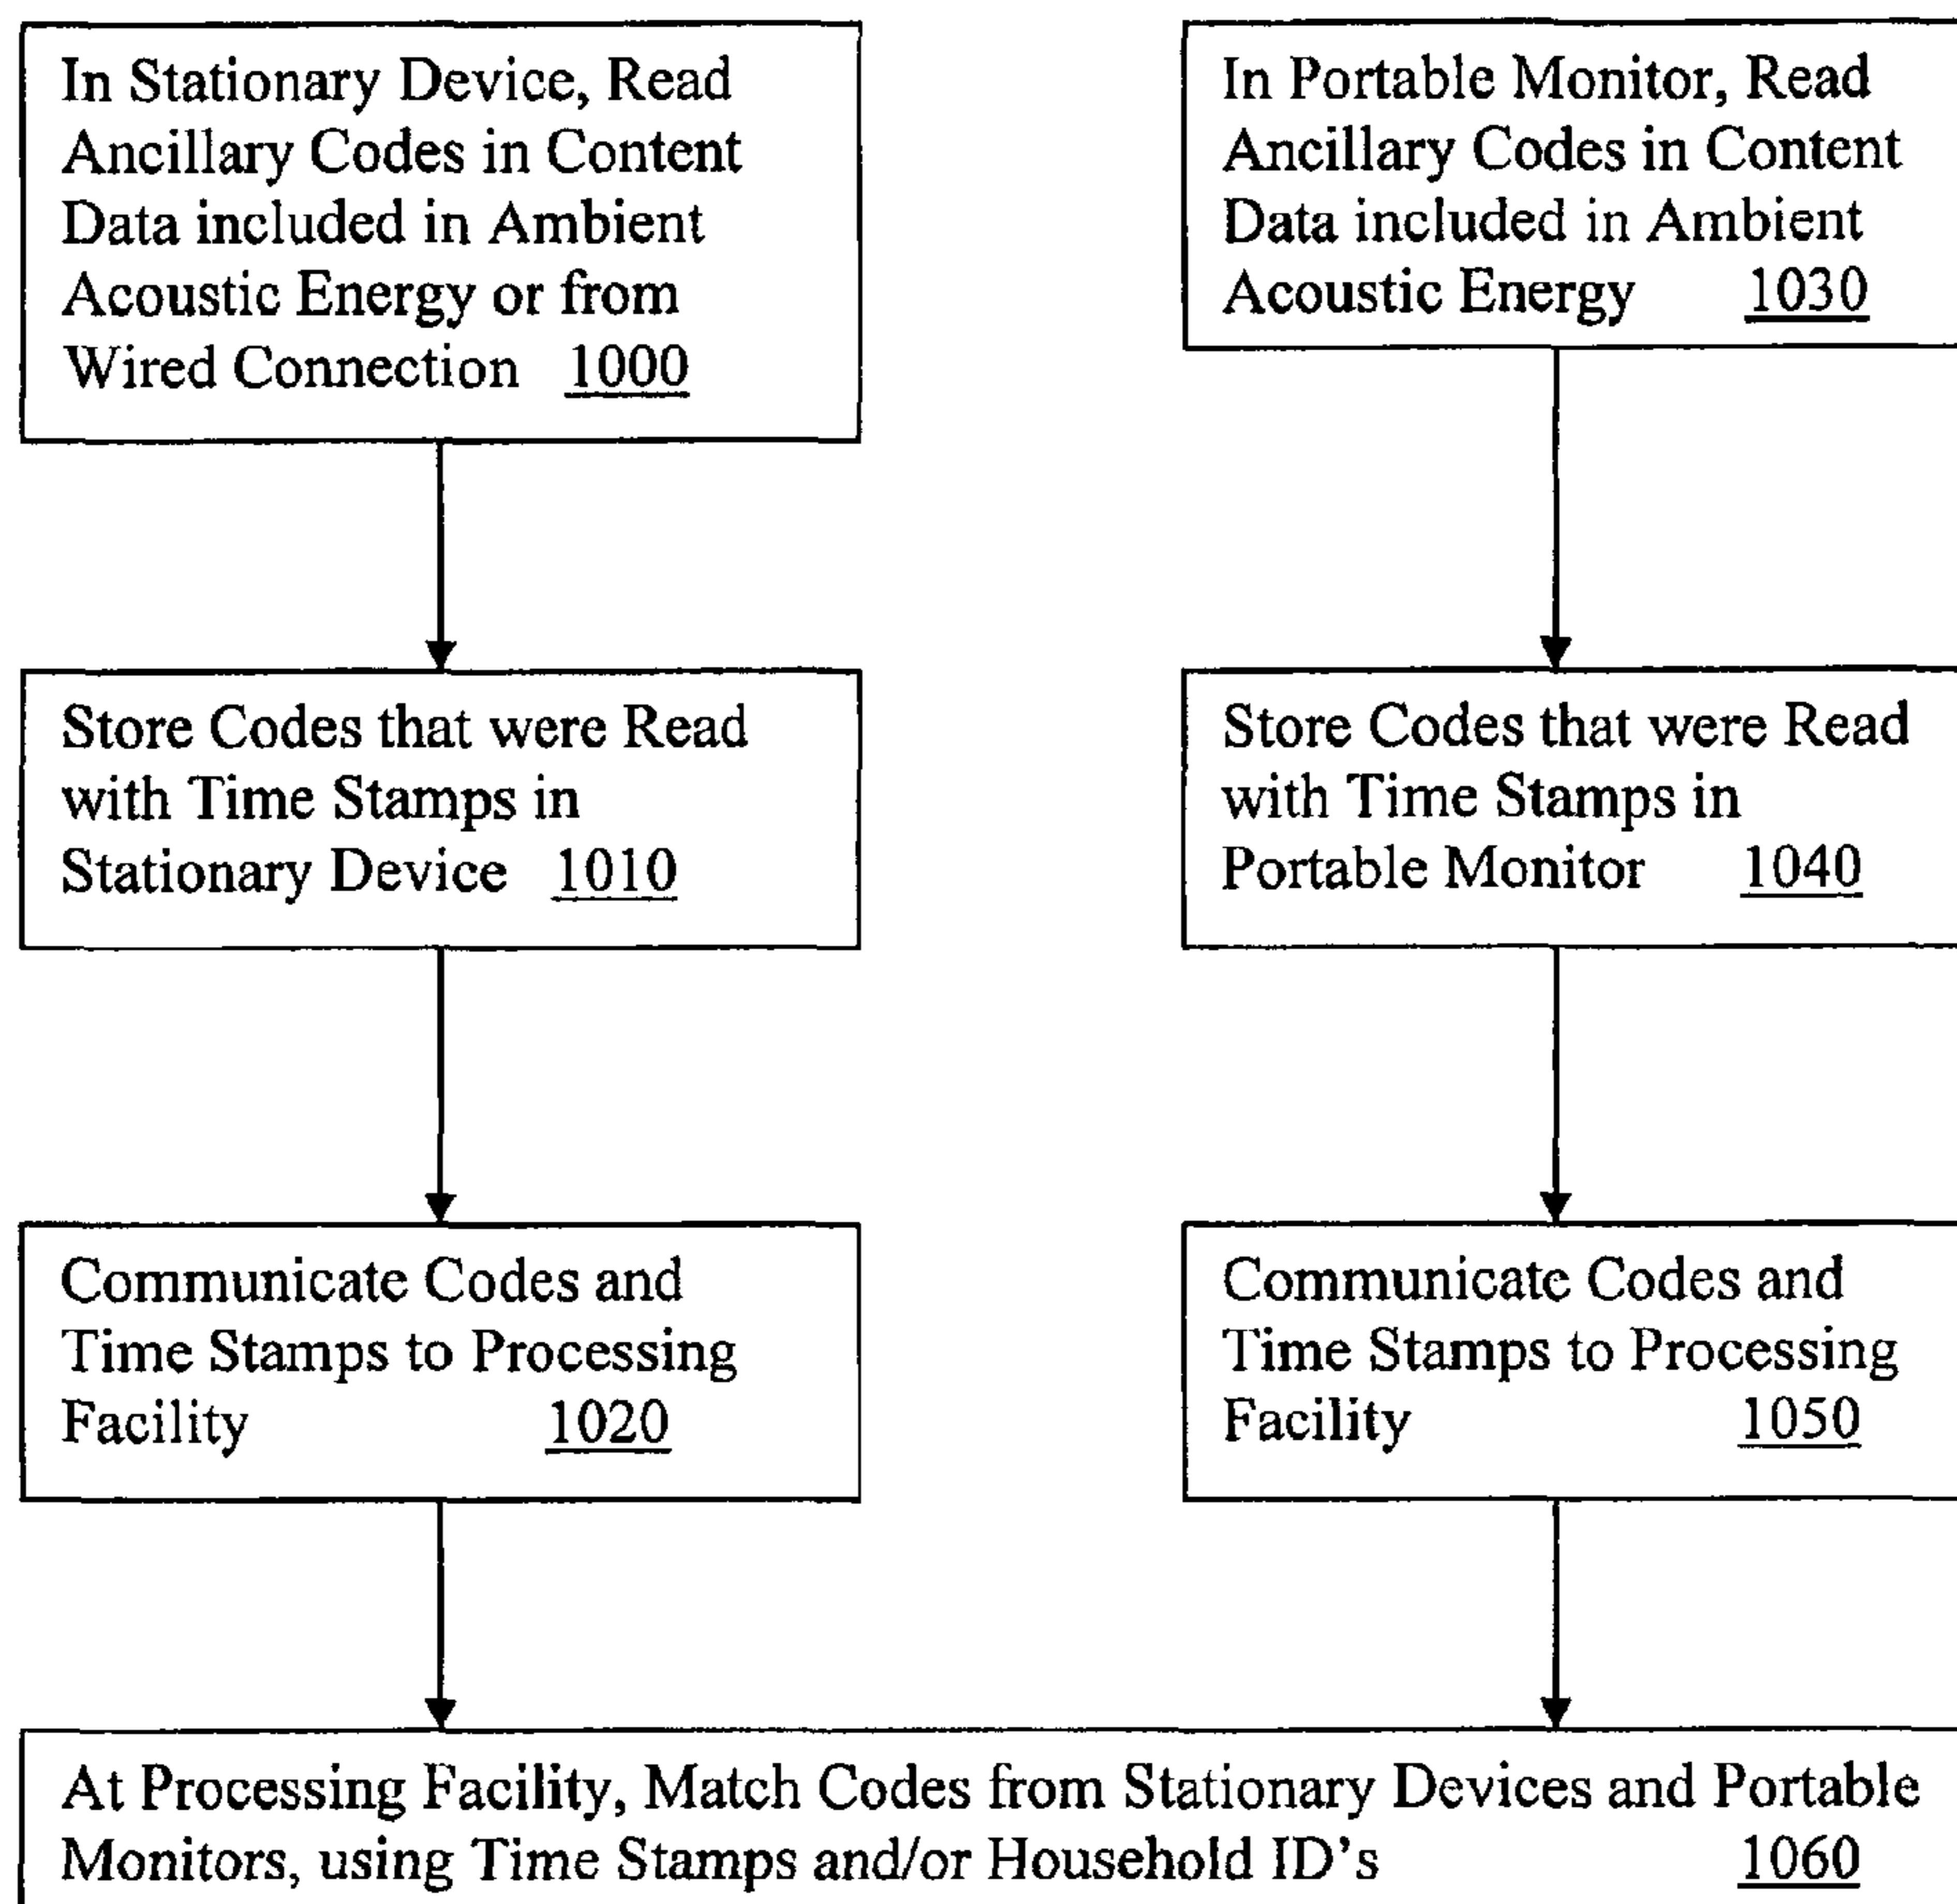 In Stationary Device, Read
Ancillary Codes in Content
Data included in Ambient
Acoustic Energy or from
Wired Connection 1000
Store Codes that were Read
with Time Stamps in
Stationary Device 1010
Communicate Codes and
Time Stamps to Processing
Facility 1020
In Portable Monitor, Read
Ancillary Codes in Content
Data included in Ambient
Acoustic Energy 1030
Store Codes that were Read
with Time Stamps in
Portable Monitor 1040
Communicate Codes and
Time Stamps to Processing
Facility 1050
At Processing Facility, Match Codes from Stationary Devices and Portable
Monitors, using Time Stamps and/or Household ID's 1060